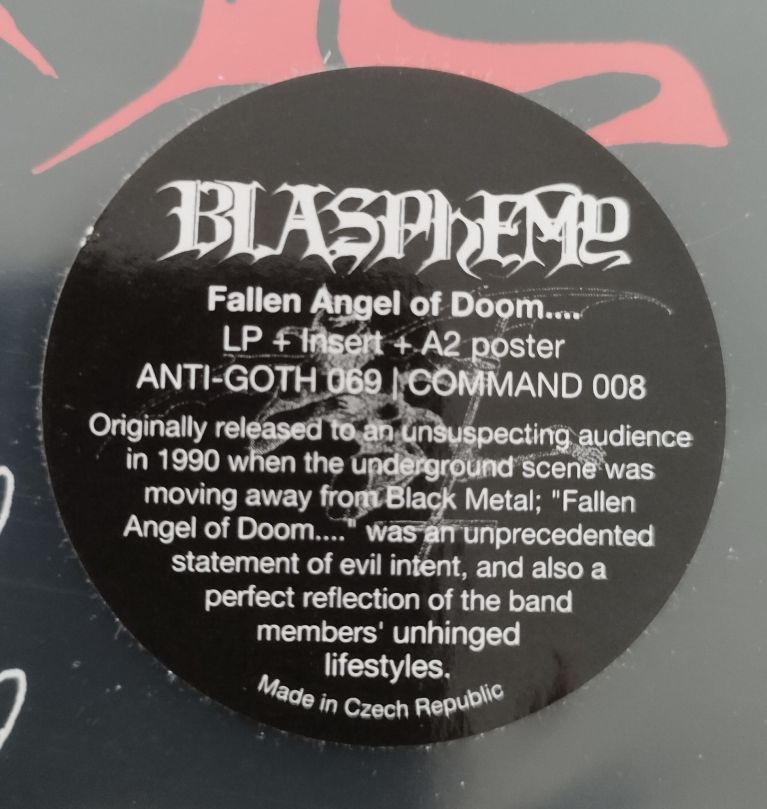 BLASPHEMY
Fallen Angel of Doom....
LP + Insert + A2 poster
ANTI-GOTH 069 | COMMAND 008
Originally released to an unsuspecting audience
in 1990 when the underground scene was
moving away from Black Metal; "Fallen
Angel of Doom...." was an unprecedented
statement of evil intent, and also a
perfect reflection of the band
members' unhinged
lifestyles.
Made in Czech Republic